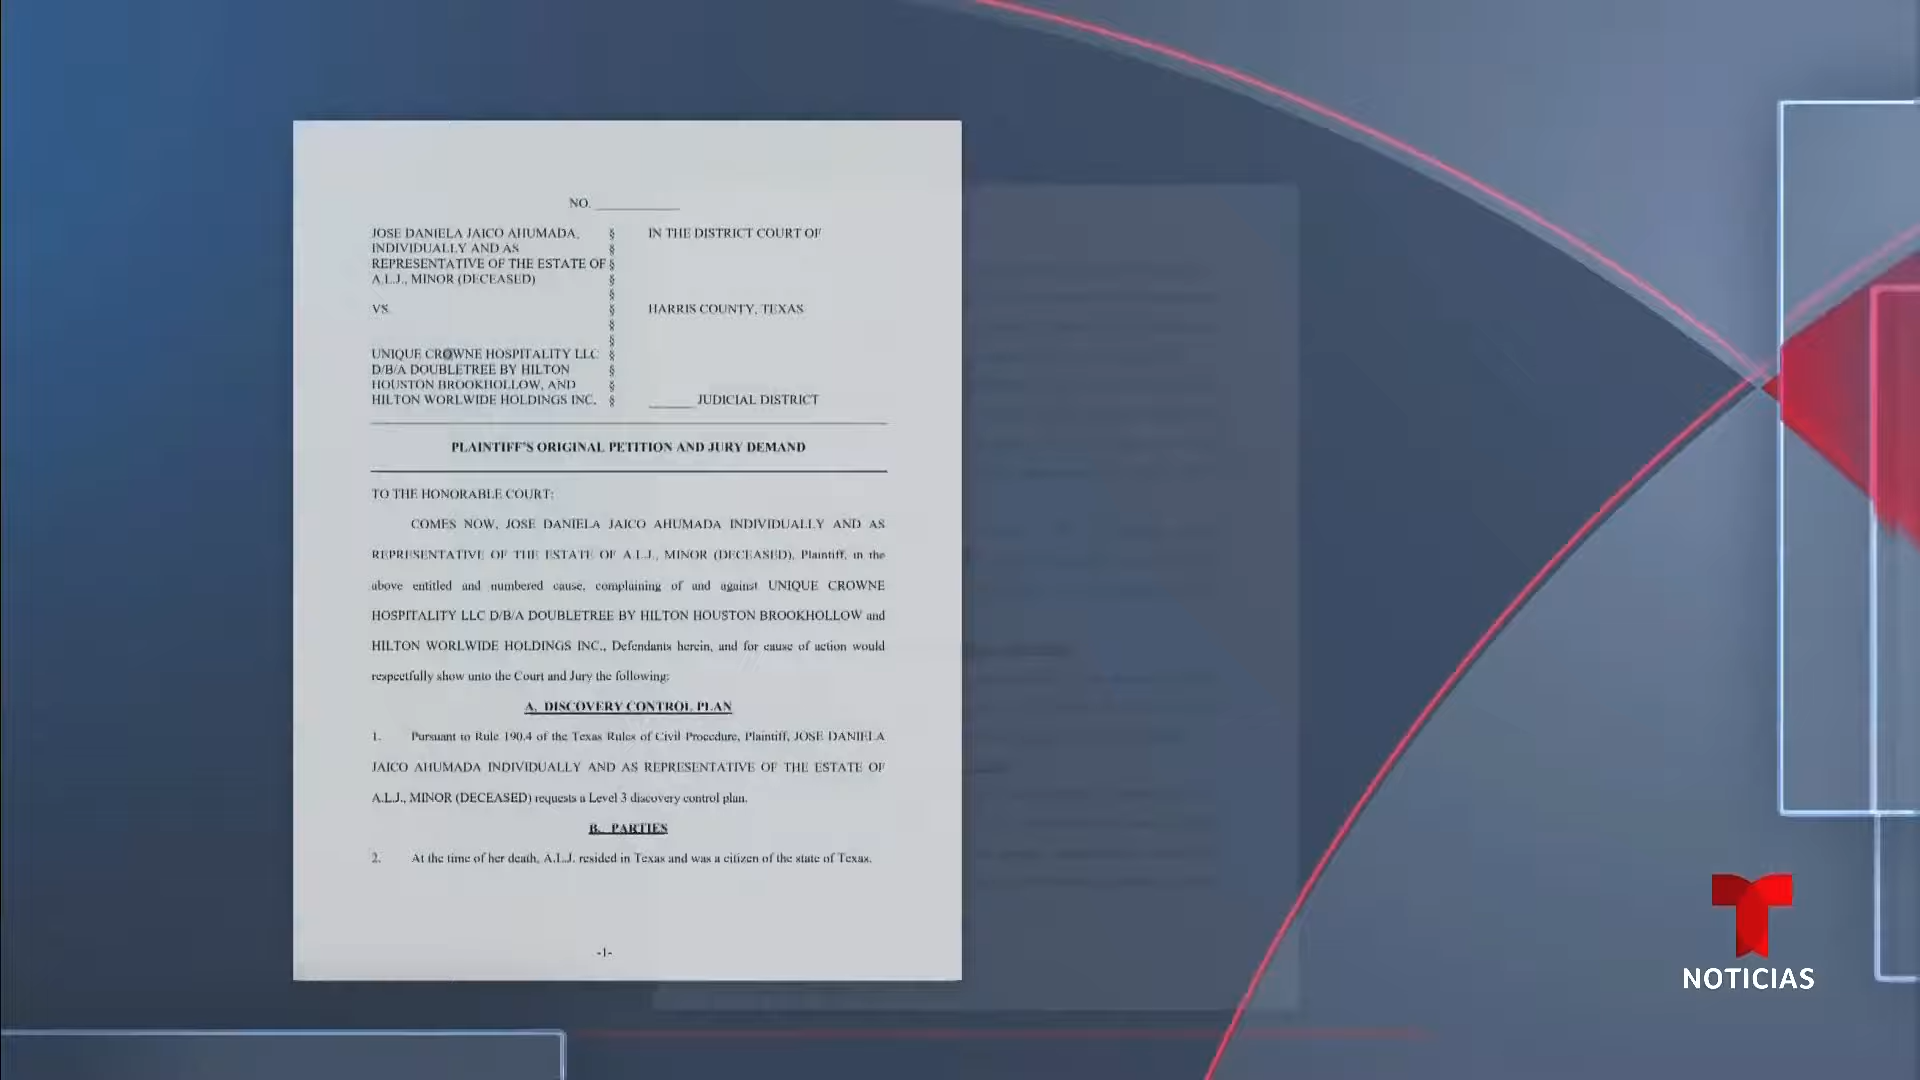 NO. ____________
JOSE DANIELA JAICO AHUMADA, § IN THE DISTRICT COURT OF
INDIVIDUALLY AND AS §
REPRESENTATIVE OF THE ESTATE OF §
A.L.J., MINOR (DECEASED) §
§
VS. § HARRIS COUNTY, TEXAS
§
§
UNIQUE CROWNE HOSPITALITY LLC §
D/B/A DOUBLETREE BY HILTON §
HOUSTON BROOKHOLLOW, AND §
HILTON WORLWIDE HOLDINGS INC. § ______ JUDICIAL DISTRICT
PLAINTIFF'S ORIGINAL PETITION AND JURY DEMAND
TO THE HONORABLE COURT:
COMES NOW, JOSE DANIELA JAICO AHUMADA INDIVIDUALLY AND AS
REPRESENTATIVE OF THE ESTATE OF A.L.J., MINOR (DECEASED), Plaintiff, in the
above entitled and numbered cause, complaining of and against UNIQUE CROWNE
HOSPITALITY LLC D/B/A DOUBLETREE BY HILTON HOUSTON BROOKHOLLOW and
HILTON WORLWIDE HOLDINGS INC., Defendants herein, and for cause of action would
respectfully show unto the Court and Jury the following:
A. DISCOVERY CONTROL PLAN
1. Pursuant to Rule 190.4 of the Texas Rules of Civil Procedure, Plaintiff, JOSE DANIELA
JAICO AHUMADA INDIVIDUALLY AND AS REPRESENTATIVE OF THE ESTATE OF
A.L.J., MINOR (DECEASED) requests a Level 3 discovery control plan.
B. PARTIES
2. At the time of her death, A.L.J. resided in Texas and was a citizen of the state of Texas.
-1-
NOTICIAS